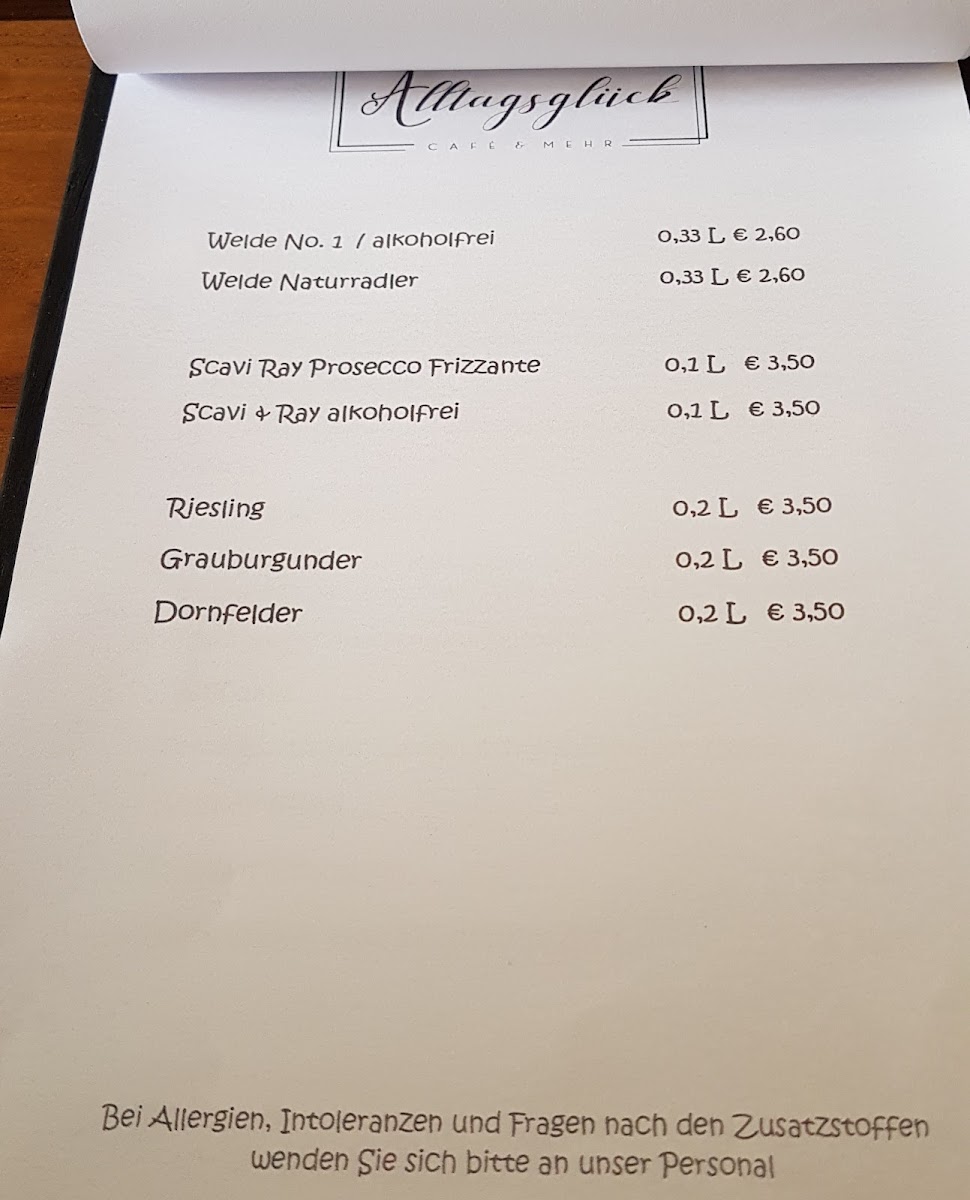 Alltagsglück
CAFÉ & MEHR
Welde No. 1 / alkoholfrei 0,33 L € 2,60
Welde Naturradler 0,33 L € 2,60
Scavi Ray Prosecco Frizzante 0,1 L € 3,50
Scavi & Ray alkoholfrei 0,1 L € 3,50
Riesling 0,2 L € 3,50
Grauburgunder 0,2 L € 3,50
Dornfelder 0,2 L € 3,50
Bei Allergien, Intoleranzen und Fragen nach den Zusatzstoffen
wenden Sie sich bitte an unser Personal